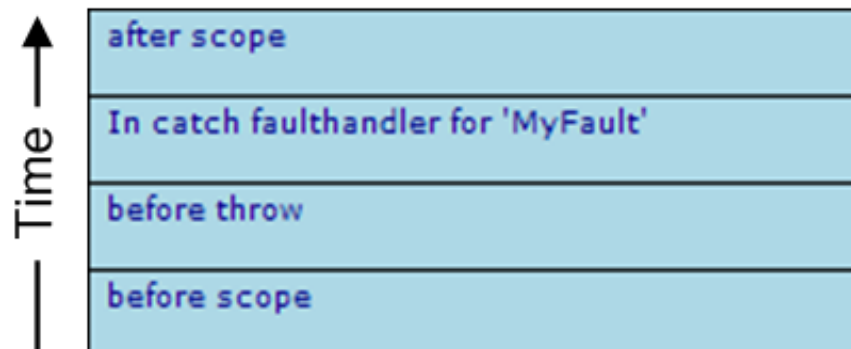 Time
after scope
In catch faulthandler for 'MyFault'
before throw
before scope